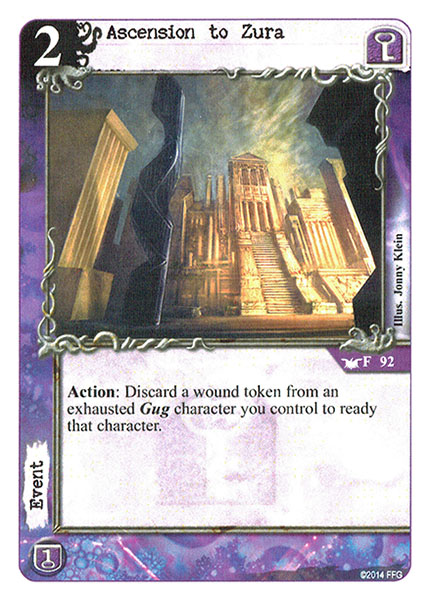 2
Ascension to Zura
Illus. Jonny Klein
F 92
Action: Discard a wound token from an
exhausted Gug character you control to ready
that character.
Event
1
©2014 FFG